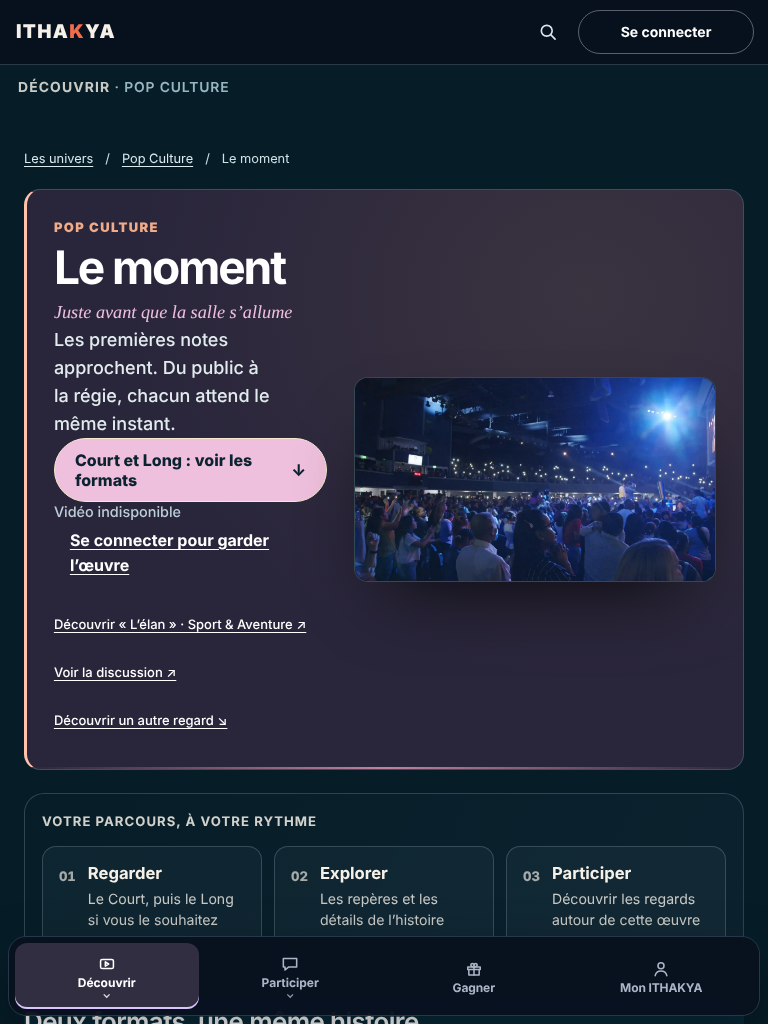 ITHAKYA
Se connecter
DÉCOUVRIR · POP CULTURE
Les univers / Pop Culture / Le moment
POP CULTURE
Le moment
Juste avant que la salle s’allume
Les premières notes
approchent. Du public à
la régie, chacun attend le
même instant.
Court et Long : voir les
formats ↓
Vidéo indisponible
Se connecter pour garder
l’œuvre
Découvrir « L’élan » · Sport & Aventure ↗
Voir la discussion ↗
Découvrir un autre regard ↘
VOTRE PARCOURS, À VOTRE RYTHME
01 Regarder
Le Court, puis le Long
si vous le souhaitez
02 Explorer
Les repères et les
détails de l’histoire
03 Participer
Découvrir les regards
autour de cette œuvre
Découvrir
Participer
Gagner
Mon ITHAKYA
Deux formats, une même histoire